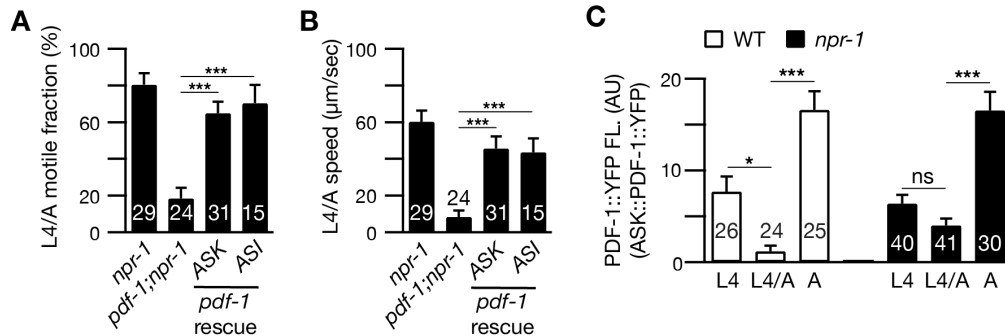 A
L4/A motile fraction (%)
100
60
20
0
***
***
29
24
31
15
npr-1
pdf-1;npr-1
ASK
ASI
pdf-1
rescue
B
L4/A speed (µm/sec)
100
60
20
0
***
***
29
24
31
15
npr-1
pdf-1;npr-1
ASK
ASI
pdf-1
rescue
C
WT
npr-1
PDF-1::YFP FL. (AU)
(ASK::PDF-1::YFP)
20
10
0
*
***
ns
***
26
24
25
40
41
30
L4
L4/A
A
L4
L4/A
A